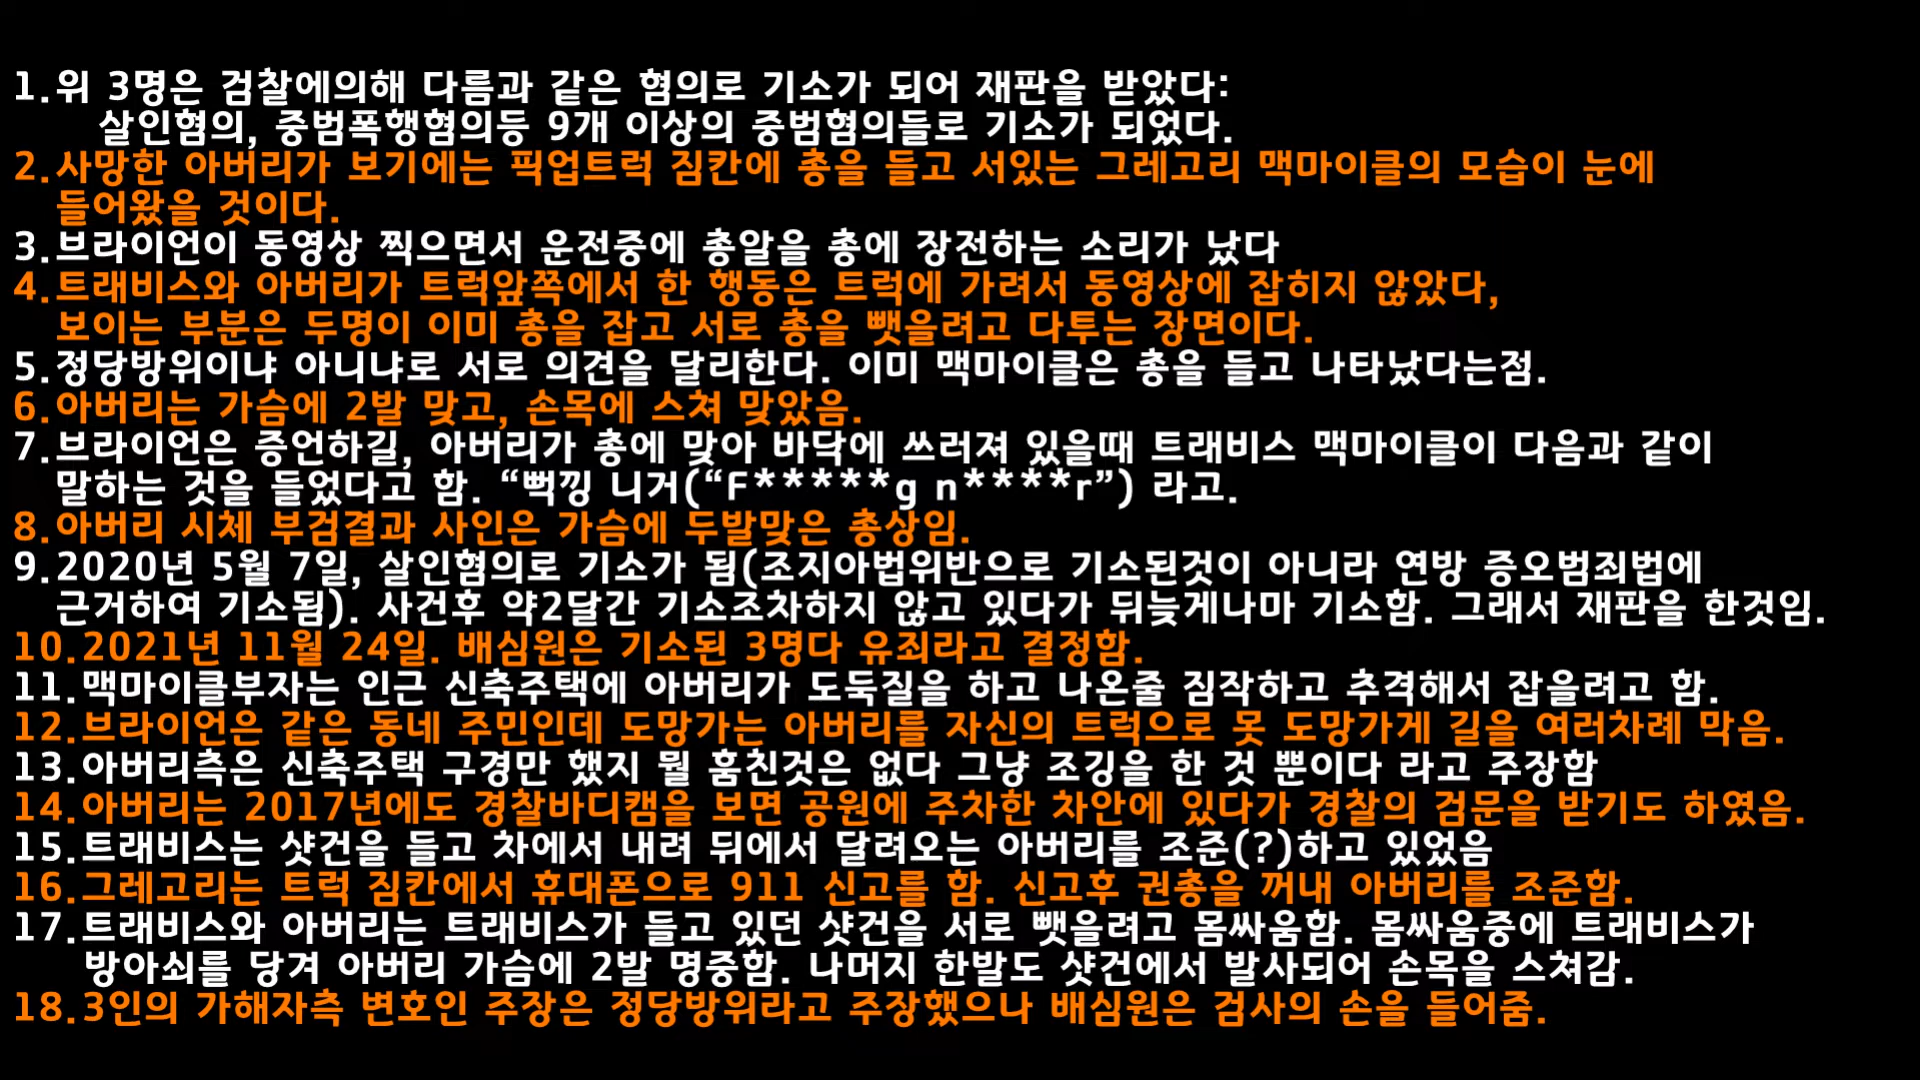 1.위 3명은 검찰에의해 다름과 같은 혐의로 기소가 되어 재판을 받았다:
살인혐의, 중범폭행혐의등 9개 이상의 중범혐의들로 기소가 되었다.
2.사망한 아버리가 보기에는 픽업트럭 짐칸에 총을 들고 서있는 그레고리 맥마이클의 모습이 눈에
들어왔을 것이다.
3.브라이언이 동영상 찍으면서 운전중에 총알을 총에 장전하는 소리가 났다
4.트래비스와 아버리가 트럭앞쪽에서 한 행동은 트럭에 가려서 동영상에 잡히지 않았다,
보이는 부분은 두명이 이미 총을 잡고 서로 총을 뺏을려고 다투는 장면이다.
5.정당방위이냐 아니냐로 서로 의견을 달리한다. 이미 맥마이클은 총을 들고 나타났다는점.
6.아버리는 가슴에 2발 맞고, 손목에 스쳐 맞았음.
7.브라이언은 증언하길, 아버리가 총에 맞아 바닥에 쓰러져 있을때 트래비스 맥마이클이 다음과 같이
말하는 것을 들었다고 함. “뻑낑 니거(“F*****g n****r”) 라고.
8.아버리 시체 부검결과 사인은 가슴에 두발맞은 총상임.
9.2020년 5월 7일, 살인혐의로 기소가 됨(조지아법위반으로 기소된것이 아니라 연방 증오범죄법에
근거하여 기소됨). 사건후 약2달간 기소조차하지 않고 있다가 뒤늦게나마 기소함. 그래서 재판을 한것임.
10.2021년 11월 24일. 배심원은 기소된 3명다 유죄라고 결정함.
11.맥마이클부자는 인근 신축주택에 아버리가 도둑질을 하고 나온줄 짐작하고 추격해서 잡을려고 함.
12.브라이언은 같은 동네 주민인데 도망가는 아버리를 자신의 트럭으로 못 도망가게 길을 여러차례 막음.
13.아버리측은 신축주택 구경만 했지 뭘 훔친것은 없다 그냥 조깅을 한 것 뿐이다 라고 주장함
14.아버리는 2017년에도 경찰바디캠을 보면 공원에 주차한 차안에 있다가 경찰의 검문을 받기도 하였음.
15.트래비스는 샷건을 들고 차에서 내려 뒤에서 달려오는 아버리를 조준(?)하고 있었음
16.그레고리는 트럭 짐칸에서 휴대폰으로 911 신고를 함. 신고후 권총을 꺼내 아버리를 조준함.
17.트래비스와 아버리는 트래비스가 들고 있던 샷건을 서로 뺏을려고 몸싸움함. 몸싸움중에 트래비스가
방아쇠를 당겨 아버리 가슴에 2발 명중함. 나머지 한발도 샷건에서 발사되어 손목을 스쳐감.
18.3인의 가해자측 변호인 주장은 정당방위라고 주장했으나 배심원은 검사의 손을 들어줌.